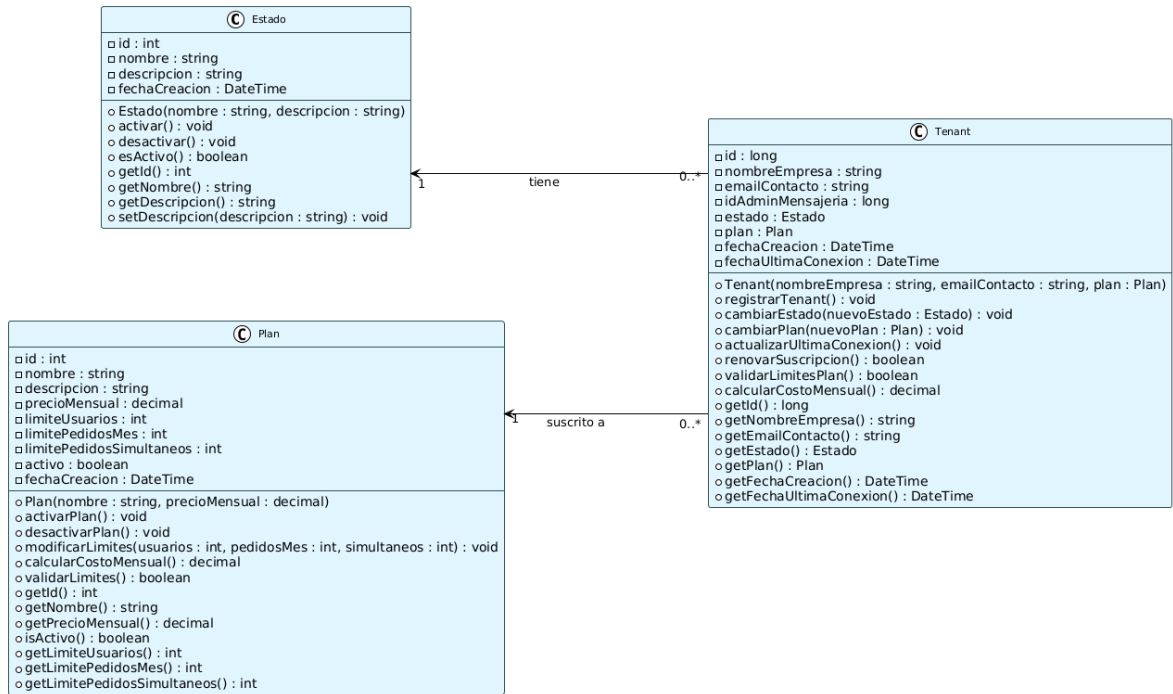 C Estado
id : int
nombre : string
descripcion : string
fechaCreacion : DateTime
Estado(nombre : string, descripcion : string)
activar() : void
desactivar() : void
esActivo() : boolean
getId() : int
getNombre() : string
getDescripcion() : string
setDescripcion(descripcion : string) : void
1
tiene
0..*
C Tenant
id : long
nombreEmpresa : string
emailContacto : string
idAdminMensajeria : long
estado : Estado
plan : Plan
fechaCreacion : DateTime
fechaUltimaConexion : DateTime
Tenant(nombreEmpresa : string, emailContacto : string, plan : Plan)
registrarTenant() : void
cambiarEstado(nuevoEstado : Estado) : void
cambiarPlan(nuevoPlan : Plan) : void
actualizarUltimaConexion() : void
renovarSuscripcion() : boolean
validarLimitesPlan() : boolean
calcularCostoMensual() : decimal
getId() : long
getNombreEmpresa() : string
getEmailContacto() : string
getEstado() : Estado
getPlan() : Plan
getFechaCreacion() : DateTime
getFechaUltimaConexion() : DateTime
C Plan
id : int
nombre : string
descripcion : string
precioMensual : decimal
limiteUsuarios : int
limitePedidosMes : int
limitePedidosSimultaneos : int
activo : boolean
fechaCreacion : DateTime
Plan(nombre : string, precioMensual : decimal)
activarPlan() : void
desactivarPlan() : void
modificarLimites(usuarios : int, pedidosMes : int, simultaneos : int) : void
calcularCostoMensual() : decimal
validarLimites() : boolean
getId() : int
getNombre() : string
getPrecioMensual() : decimal
isActivo() : boolean
getLimiteUsuarios() : int
getLimitePedidosMes() : int
getLimitePedidosSimultaneos() : int
1
suscrito a
0..*